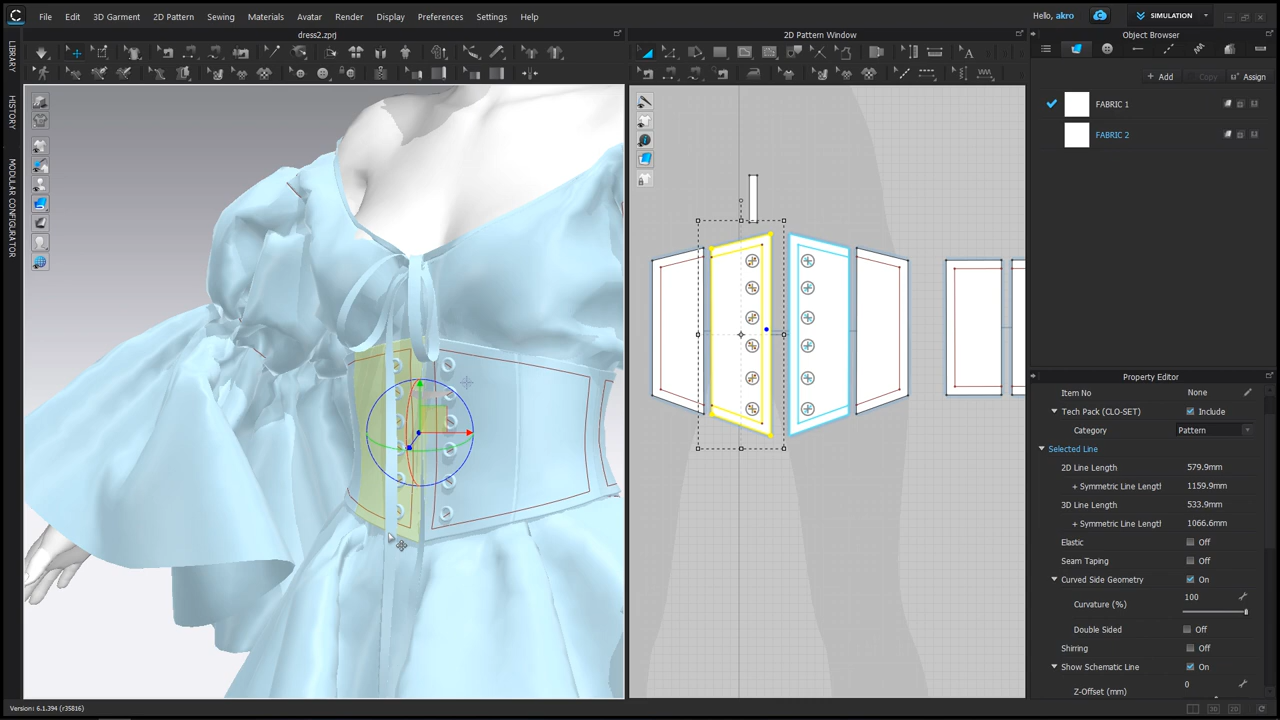 File Edit 3D Garment 2D Pattern Sewing Materials Avatar Render Display Preferences Settings Help
Hello, akro
SIMULATION
dress2.zprj
2D Pattern Window
Object Browser
LIBRARY
HISTORY
MODULAR CONFIGURATOR
+ Add
Copy
Assign
FABRIC 1
FABRIC 2
Property Editor
Item No None
Tech Pack (CLO-SET) Include
Category Pattern
Selected Line
2D Line Length 579.9mm
+ Symmetric Line Lengtl 1159.9mm
3D Line Length 533.9mm
+ Symmetric Line Lengtl 1066.6mm
Elastic Off
Seam Taping Off
Curved Side Geometry On
Curvature (%) 100
Double Sided Off
Shirring Off
Show Schematic Line On
Z-Offset (mm) 0
Version: 6.1.394 (r35816)
3D
2D